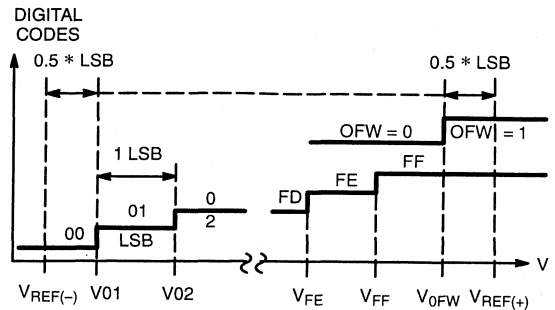 DIGITAL
CODES
0.5 * LSB
0.5 * LSB
OFW = 0
OFW = 1
1 LSB
FF
FE
FD
01
0
2
00
LSB
V
VREF(−)
V01
V02
VFE
VFF
V0FW
VREF(+)